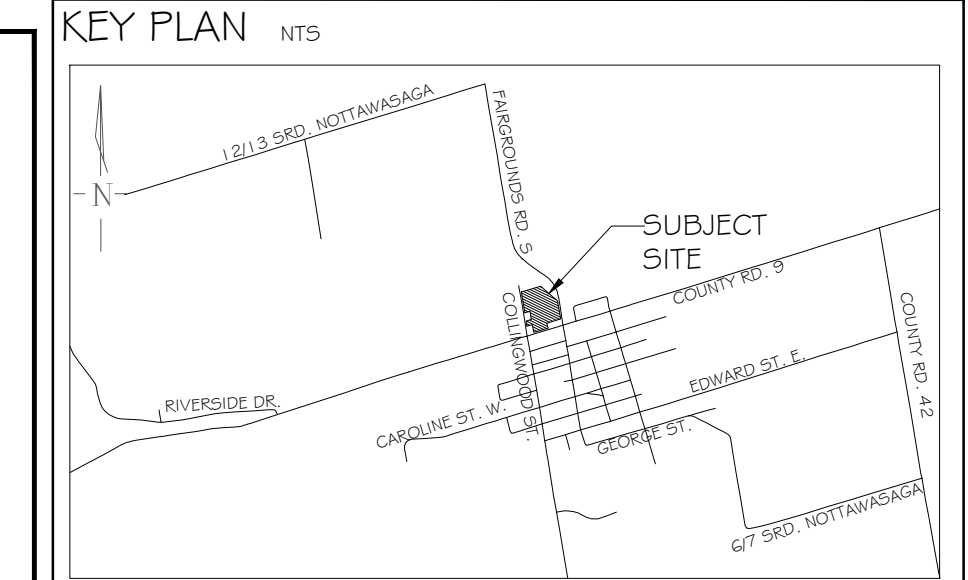 KEY PLAN NTS
12/13 SRD. NOTTAWASAGA
FAIRGROUNDS RD. S
N
SUBJECT
SITE
COUNTY RD. 9
COLLINGWOOD ST.
COUNTY RD. 42
EDWARD ST. E.
RIVERSIDE DR.
CAROLINE ST. W.
GEORGE ST.
6/7 SRD. NOTTAWASAGA